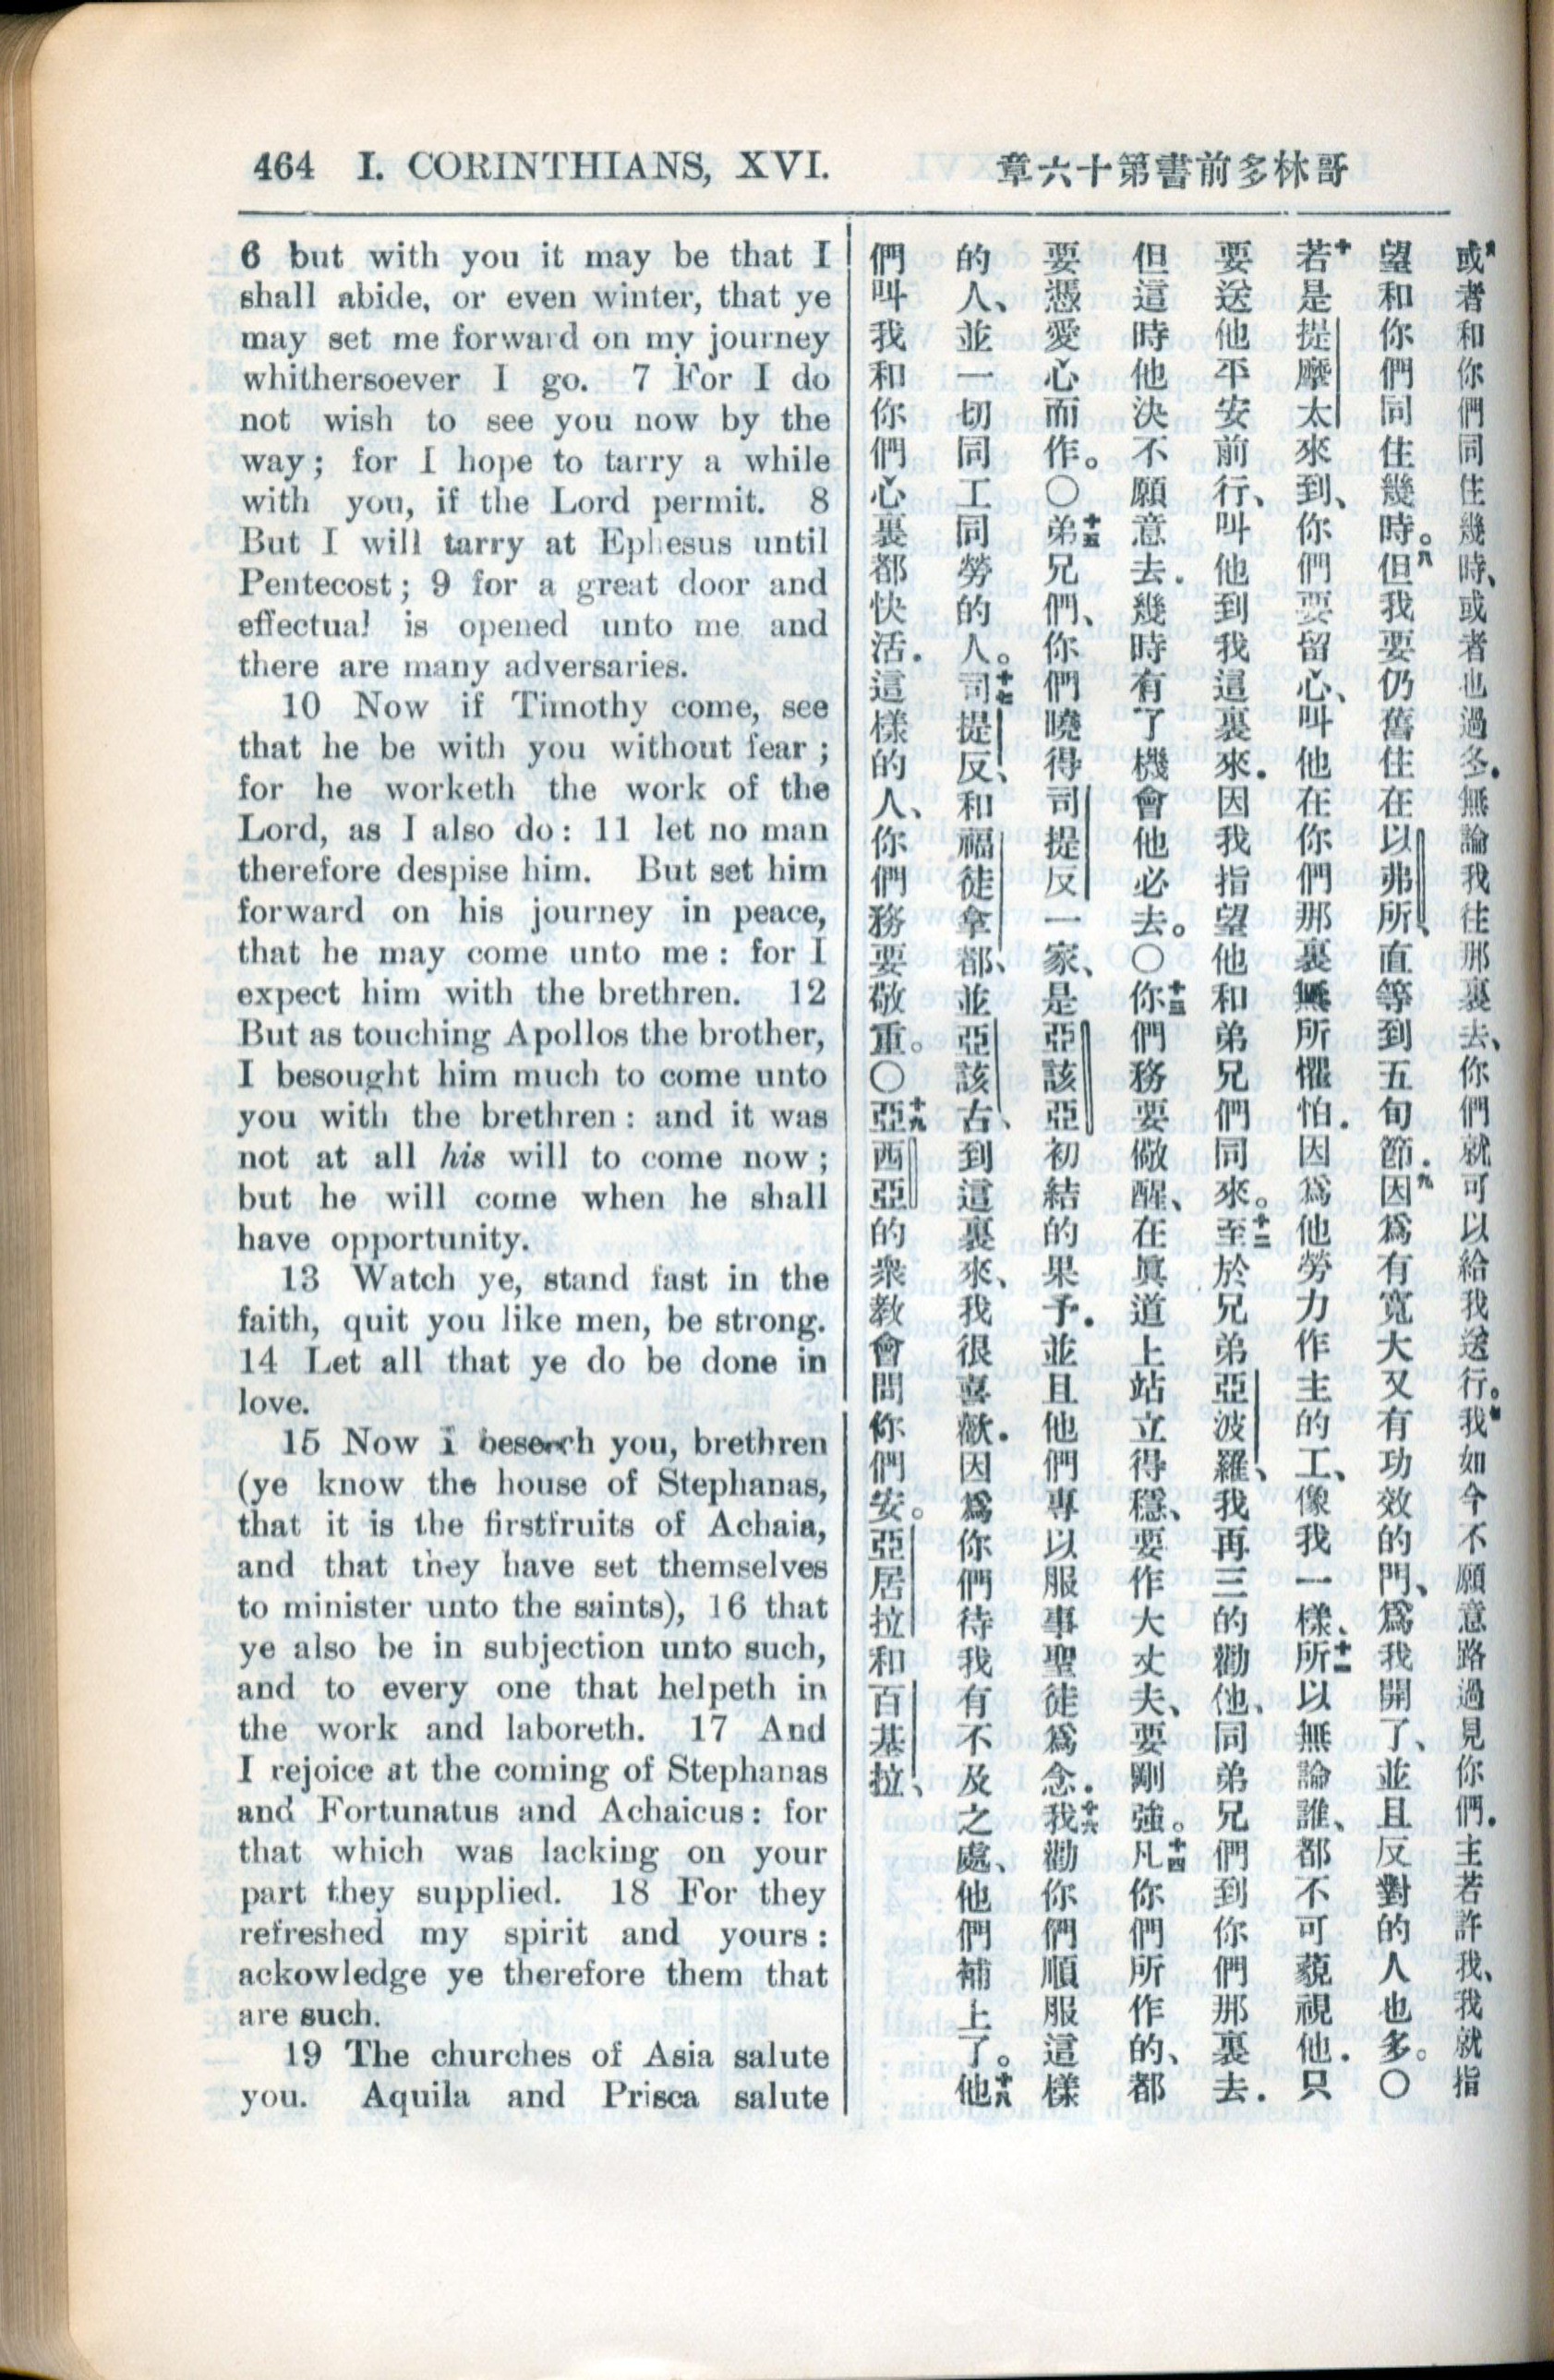 464 I. CORINTHIANS, XVI.
哥林多前書第十六章
6 but with you it may be that I
shall abide, or even winter, that ye
may set me forward on my journey
whithersoever I go. 7 For I do
not wish to see you now by the
way; for I hope to tarry a while
with you, if the Lord permit. 8
But I will tarry at Ephesus until
Pentecost; 9 for a great door and
effectual is opened unto me and
there are many adversaries.
10 Now if Timothy come, see
that he be with you without fear;
for he worketh the work of the
Lord, as I also do: 11 let no man
therefore despise him. But set him
forward on his journey in peace,
that he may come unto me: for I
expect him with the brethren. 12
But as touching Apollos the brother,
I besought him much to come unto
you with the brethren: and it was
not at all his will to come now;
but he will come when he shall
have opportunity.
13 Watch ye, stand fast in the
faith, quit you like men, be strong.
14 Let all that ye do be done in
love.
15 Now I beseech you, brethren
(ye know the house of Stephanas,
that it is the firstfruits of Achaia,
and that they have set themselves
to minister unto the saints), 16 that
ye also be in subjection unto such,
and to every one that helpeth in
the work and laboreth. 17 And
I rejoice at the coming of Stephanas
and Fortunatus and Achaicus: for
that which was lacking on your
part they supplied. 18 For they
refreshed my spirit and yours:
ackowledge ye therefore them that
are such.
19 The churches of Asia salute
you. Aquila and Prisca salute
六或者和你們同住幾時、或者也過冬.無論我往那裏去、你們就可以給我送行。七我如今不願意路過見你們.主若許我、我就指
望和你們同住幾時。八但我要仍舊住在以弗所、直等到五旬節.九因爲有寬大又有功效的門、爲我開了、並且反對的人也多。〇
十若是提摩太來到、你們要留心、叫他在你們那裏無所懼怕.因爲他勞力作主的工、像我一樣、十一所以無論誰、都不可藐視他.只
要送他平安前行、叫他到我這裏來.因我指望他和弟兄們同來。十二至於兄弟亞波羅、我再三的勸他、同弟兄們到你們那裏去.
但這時他決不願意去.幾時有了機會他必去。〇十三你們務要儆醒、在眞道上站立得穩、要作大丈夫、要剛強。十四凡你們所作的、都
要憑愛心而作。〇十五弟兄們、你們曉得司提反一家、是亞該亞初結的果子.並且他們專以服事聖徒爲念.十六我勸你們順服這樣
的人、並一切同工同勞的人。十七司提反、和福徒拿都、並亞該古、到這裏來、我很喜歡.因爲你們待我有不及之處、他們補上了。十八他
們叫我和你們心裏都快活.這樣的人、你們務要敬重。〇十九亞西亞的衆教會問你們安。亞居拉和百基拉、